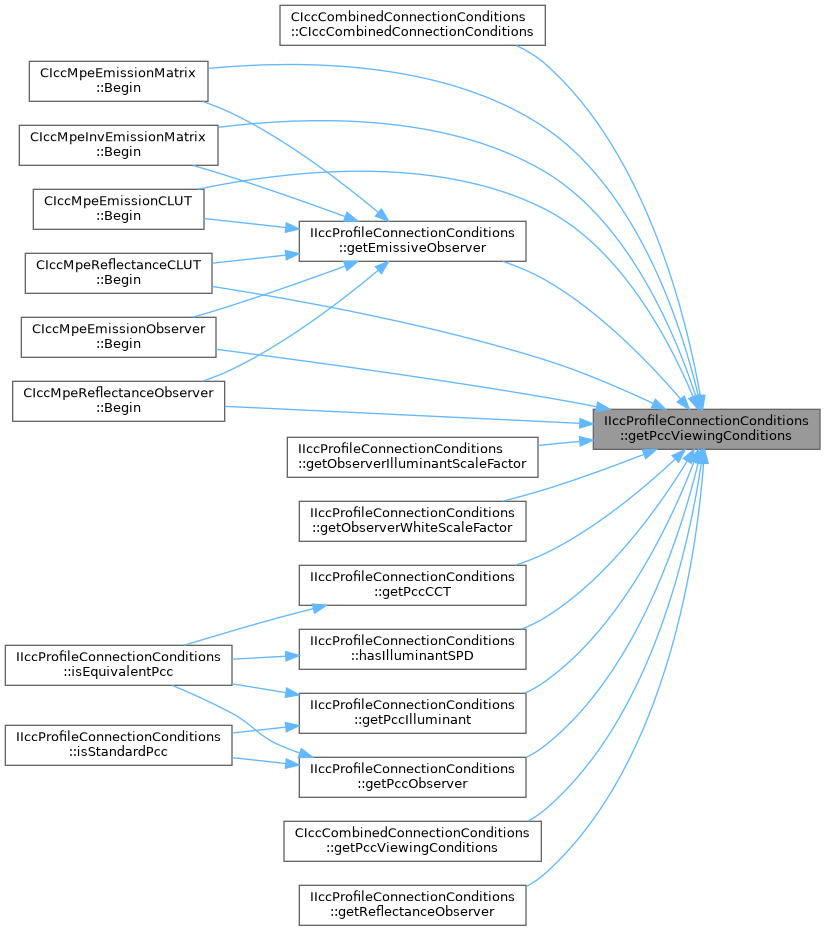 CIccCombinedConnectionConditions
::CIccCombinedConnectionConditions
CIccMpeEmissionMatrix
::Begin
CIccMpeInvEmissionMatrix
::Begin
CIccMpeEmissionCLUT
::Begin
IIccProfileConnectionConditions
::getEmissiveObserver
CIccMpeReflectanceCLUT
::Begin
CIccMpeEmissionObserver
::Begin
CIccMpeReflectanceObserver
::Begin
IIccProfileConnectionConditions
::getPccViewingConditions
IIccProfileConnectionConditions
::getObserverIlluminantScaleFactor
IIccProfileConnectionConditions
::getObserverWhiteScaleFactor
IIccProfileConnectionConditions
::getPccCCT
IIccProfileConnectionConditions
::hasIlluminantSPD
IIccProfileConnectionConditions
::isEquivalentPcc
IIccProfileConnectionConditions
::getPccIlluminant
IIccProfileConnectionConditions
::isStandardPcc
IIccProfileConnectionConditions
::getPccObserver
CIccCombinedConnectionConditions
::getPccViewingConditions
IIccProfileConnectionConditions
::getReflectanceObserver